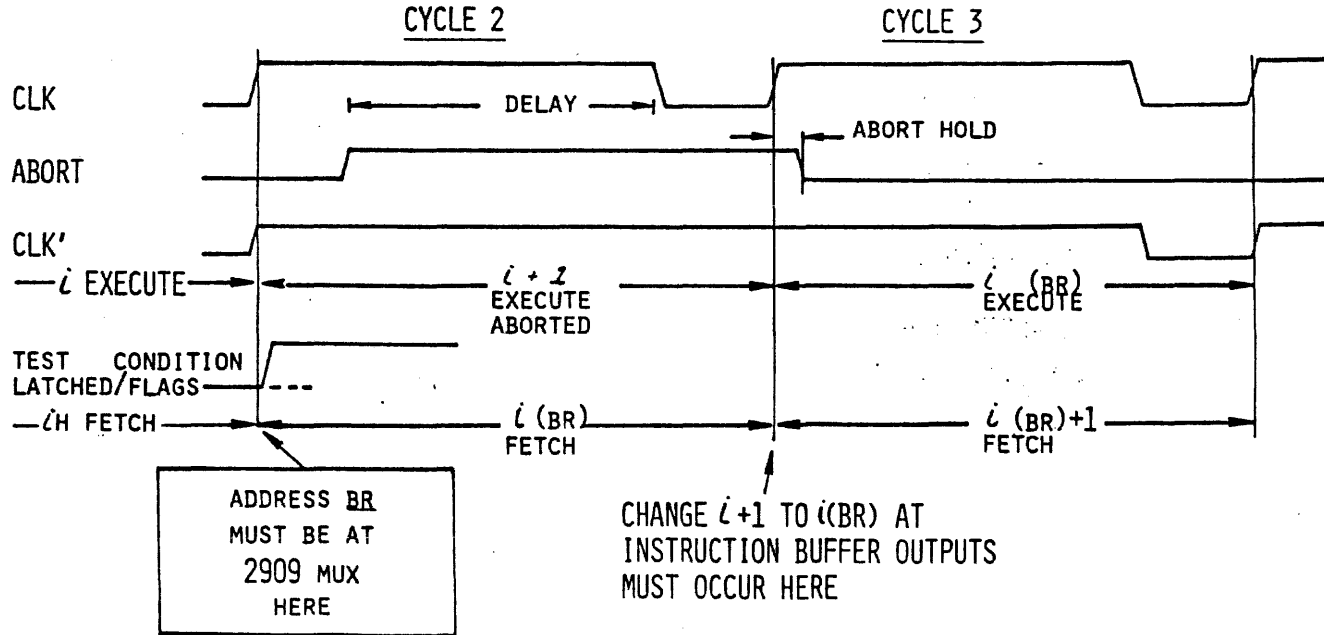 CYCLE 2
CYCLE 3
CLK
DELAY
ABORT HOLD
ABORT
CLK'
i EXECUTE
i + 1
EXECUTE
ABORTED
i (BR)
EXECUTE
TEST CONDITION
LATCHED/FLAGS
iH FETCH
i (BR)
FETCH
i (BR)+1
FETCH
ADDRESS BR
MUST BE AT
2909 MUX
HERE
CHANGE i+1 TO i(BR) AT
INSTRUCTION BUFFER OUTPUTS
MUST OCCUR HERE